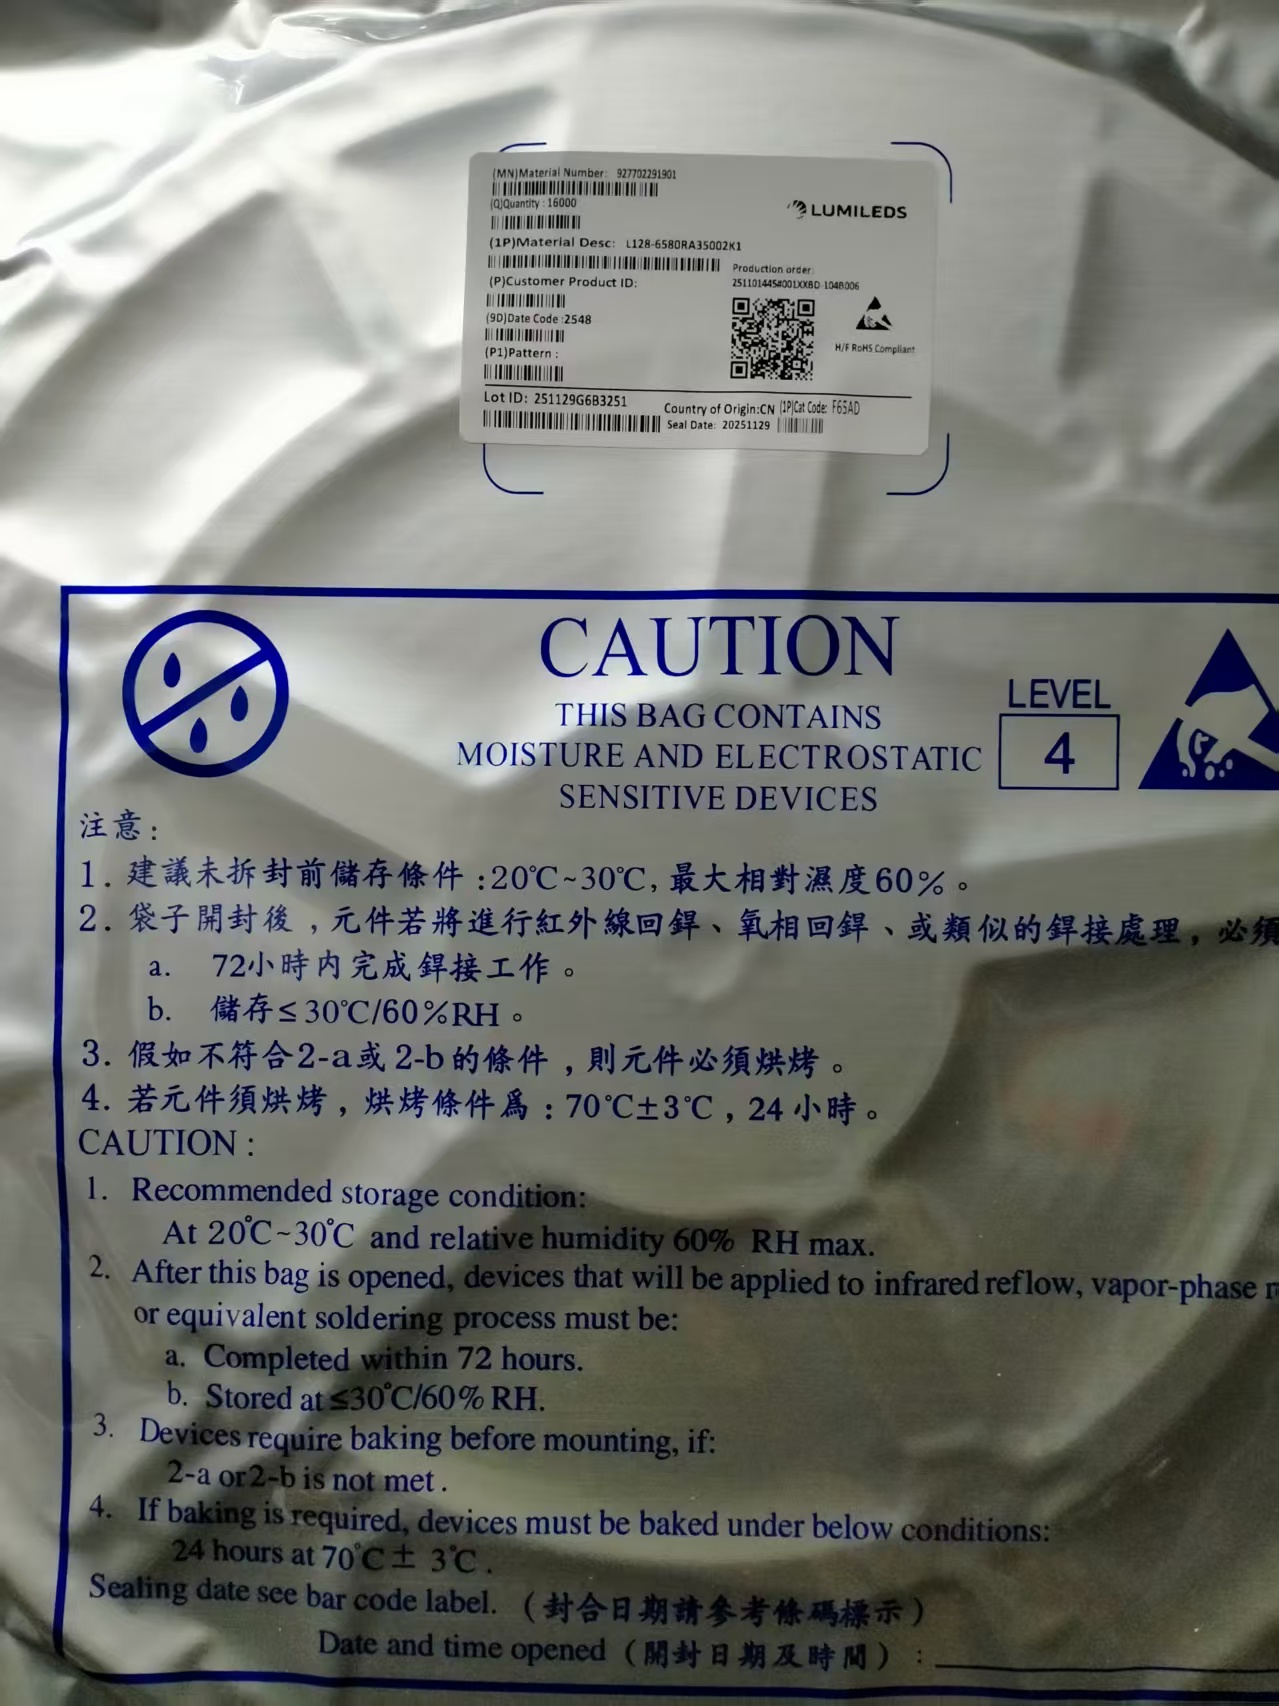 (MN)Material Number: 927702291901
(Q)Quantity : 16000
LUMILEDS
(1P)Material Desc: L128-6580RA35002K1
Production order:
(P)Customer Product ID:
(9D)Date Code :2548
H/F RoHS Compliant
(P1)Pattern :
Lot ID: 251129G6B3251
Country of Origin:CN (1P)Cat Code: F65AD
Seal Date: 20251129
CAUTION
THIS BAG CONTAINS
MOISTURE AND ELECTROSTATIC
SENSITIVE DEVICES
LEVEL
4
注意:
1. 建議未拆封前儲存條件:20℃~30℃, 最大相對濕度60%。
2. 袋子開封後,元件若將進行紅外線回銲、氧相回銲、或類似的銲接處理,必須
a. 72小時內完成銲接工作。
b. 儲存≤30℃/60%RH。
3. 假如不符合2-a或2-b的條件,則元件必須烘烤。
4. 若元件須烘烤,烘烤條件爲:70℃±3℃,24小時。
CAUTION:
1. Recommended storage condition:
At 20℃~30℃ and relative humidity 60% RH max.
2. After this bag is opened, devices that will be applied to infrared reflow, vapor-phase
or equivalent soldering process must be:
a. Completed within 72 hours.
b. Stored at ≤30℃/60% RH.
3. Devices require baking before mounting, if:
2-a or 2-b is not met.
4. If baking is required, devices must be baked under below conditions:
24 hours at 70℃ ± 3℃.
Sealing date see bar code label. (封合日期請參考條碼標示)
Date and time opened (開封日期及時間) :